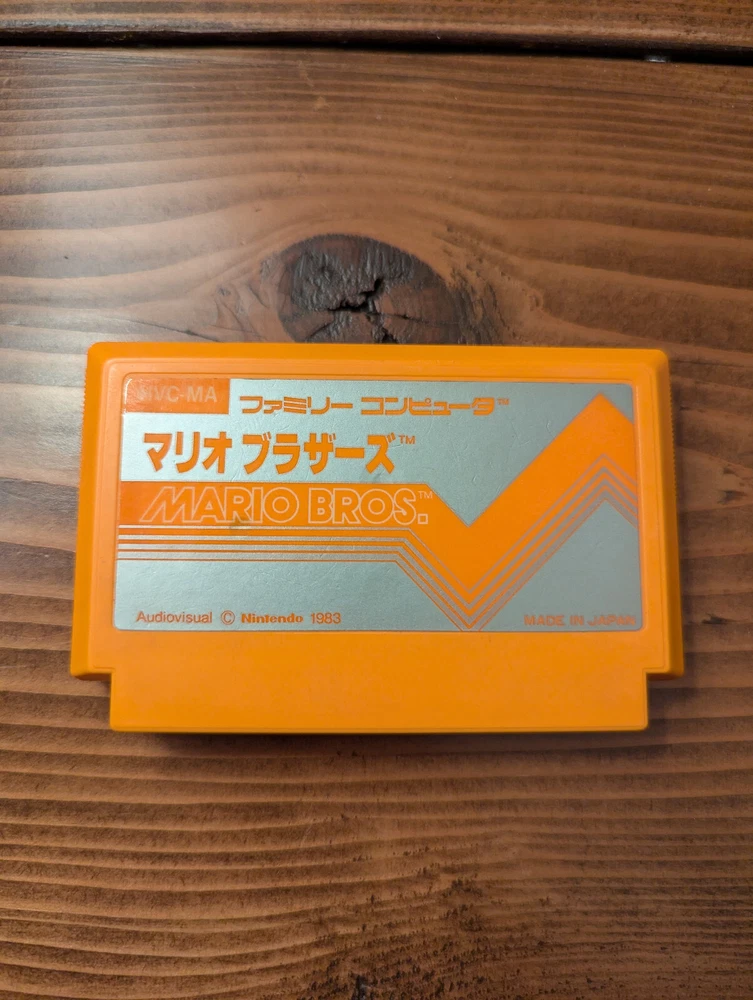 HVC-MA
ファミリー コンピュータ™
マリオ ブラザーズ™
MARIO BROS.™
Audiovisual © Nintendo 1983
MADE IN JAPAN